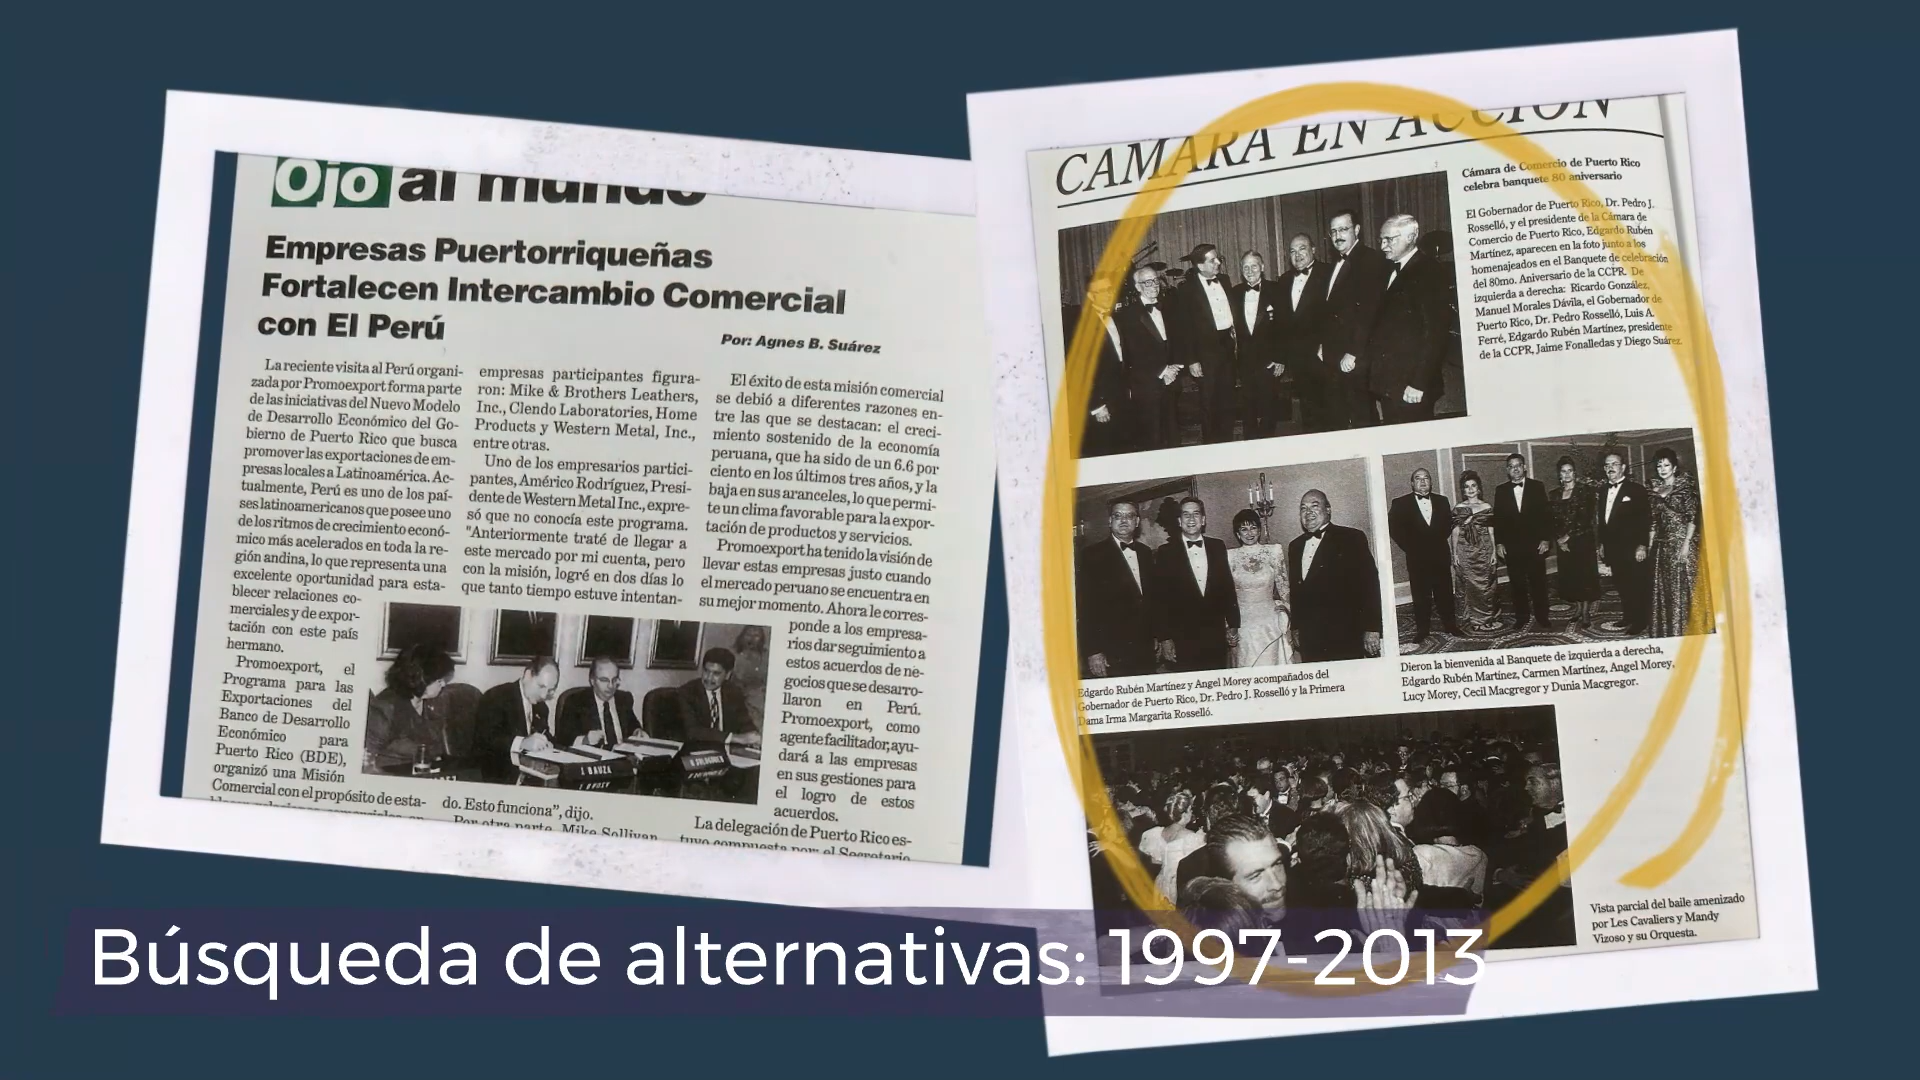 Ojo al mundo
Empresas Puertorriqueñas
Fortalecen Intercambio Comercial
con El Perú
Por: Agnes B. Suárez
La reciente visita al Perú organi-
zada por Promoexport forma parte
de las iniciativas del Nuevo Modelo
de Desarrollo Económico del Go-
bierno de Puerto Rico que busca
promover las exportaciones de em-
presas locales a Latinoamérica. Ac-
tualmente, Perú es uno de los paí-
ses latinoamericanos que posee uno
de los ritmos de crecimiento econó-
mico más acelerados en toda la re-
gión andina, lo que representa una
excelente oportunidad para esta-
blecer relaciones co-
merciales y de expor-
tación con este país
hermano.
Promoexport, el
Programa para las
Exportaciones del
Banco de Desarrollo
Económico para
Puerto Rico (BDE),
organizó una Misión
Comercial con el propósito de esta-
empresas participantes figura-
ron: Mike & Brothers Leathers,
Inc., Clendo Laboratories, Home
Products y Western Metal, Inc.,
entre otras.
Uno de los empresarios partici-
pantes, Américo Rodríguez, Presi-
dente de Western Metal Inc., expre-
só que no conocía este programa.
"Anteriormente traté de llegar a
este mercado por mi cuenta, pero
con la misión, logré en dos días lo
que tanto tiempo estuve intentan-
J. BAUZA
do. Esto funciona", dijo.
Por otra parte, Mike Sollivan
El éxito de esta misión comercial
se debió a diferentes razones en-
tre las que se destacan: el creci-
miento sostenido de la economía
peruana, que ha sido de un 6.6 por
ciento en los últimos tres años, y la
baja en sus aranceles, lo que permi-
te un clima favorable para la expor-
tación de productos y servicios.
Promoexport ha tenido la visión de
llevar estas empresas justo cuando
el mercado peruano se encuentra en
su mejor momento. Ahora le corres-
ponde a los empresa-
rios dar seguimiento a
estos acuerdos de ne-
gocios que se desarro-
llaron en Perú.
Promoexport, como
agente facilitador, ayu-
dará a las empresas
en sus gestiones para
el logro de estos
acuerdos.
La delegación de Puerto Rico es-
tuvo compuesta por el Secretario
CAMARA EN ACCION
Cámara de Comercio de Puerto Rico
celebra banquete 80 aniversario
El Gobernador de Puerto Rico, Dr. Pedro J.
Rosselló, y el presidente de la Cámara de
Comercio de Puerto Rico, Edgardo Rubén
Martínez, aparecen en la foto junto a los
homenajeados en el Banquete de celebración
del 80mo. Aniversario de la CCPR. De
izquierda a derecha: Ricardo González,
Manuel Morales Dávila, el Gobernador de
Puerto Rico, Dr. Pedro Rosselló, Luis A.
Ferré, Edgardo Rubén Martínez, presidente
de la CCPR, Jaime Fonalledas y Diego Suárez.
Edgardo Rubén Martínez y Angel Morey acompañados del
Gobernador de Puerto Rico, Dr. Pedro J. Rosselló y la Primera
Dama Irma Margarita Rosselló.
Dieron la bienvenida al Banquete de izquierda a derecha,
Edgardo Rubén Martínez, Carmen Martínez, Angel Morey,
Lucy Morey, Cecil Macgregor y Dunia Macgregor.
Vista parcial del baile amenizado
por Les Cavaliers y Mandy
Vizoso y su Orquesta.
Búsqueda de alternativas: 1997-2013